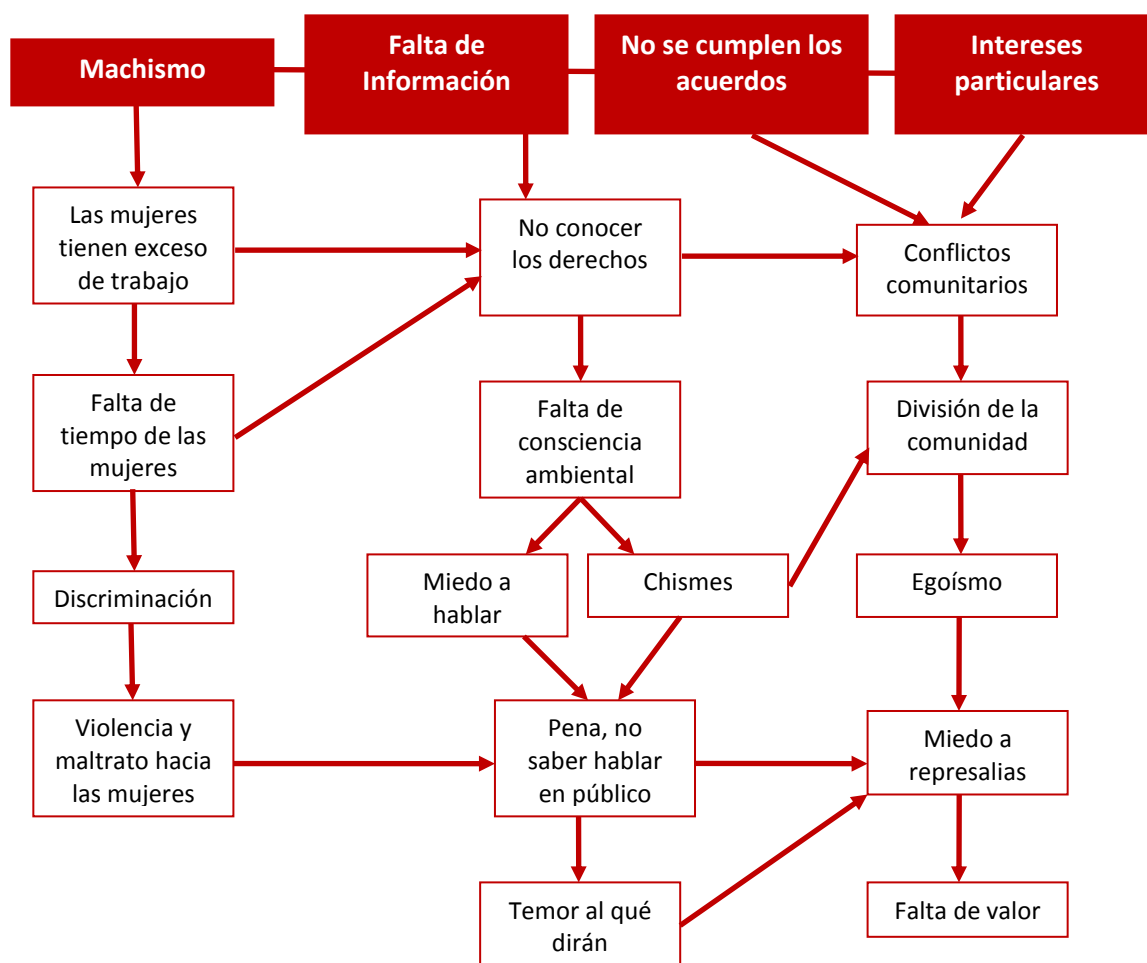 Machismo
Falta de
Información
No se cumplen los
acuerdos
Intereses
particulares
Las mujeres
tienen exceso
de trabajo
No conocer
los derechos
Conflictos
comunitarios
Falta de
tiempo de las
mujeres
Falta de
consciencia
ambiental
División de la
comunidad
Discriminación
Miedo a
hablar
Chismes
Egoísmo
Violencia y
maltrato hacia
las mujeres
Pena, no
saber hablar
en público
Miedo a
represalias
Temor al qué
dirán
Falta de valor